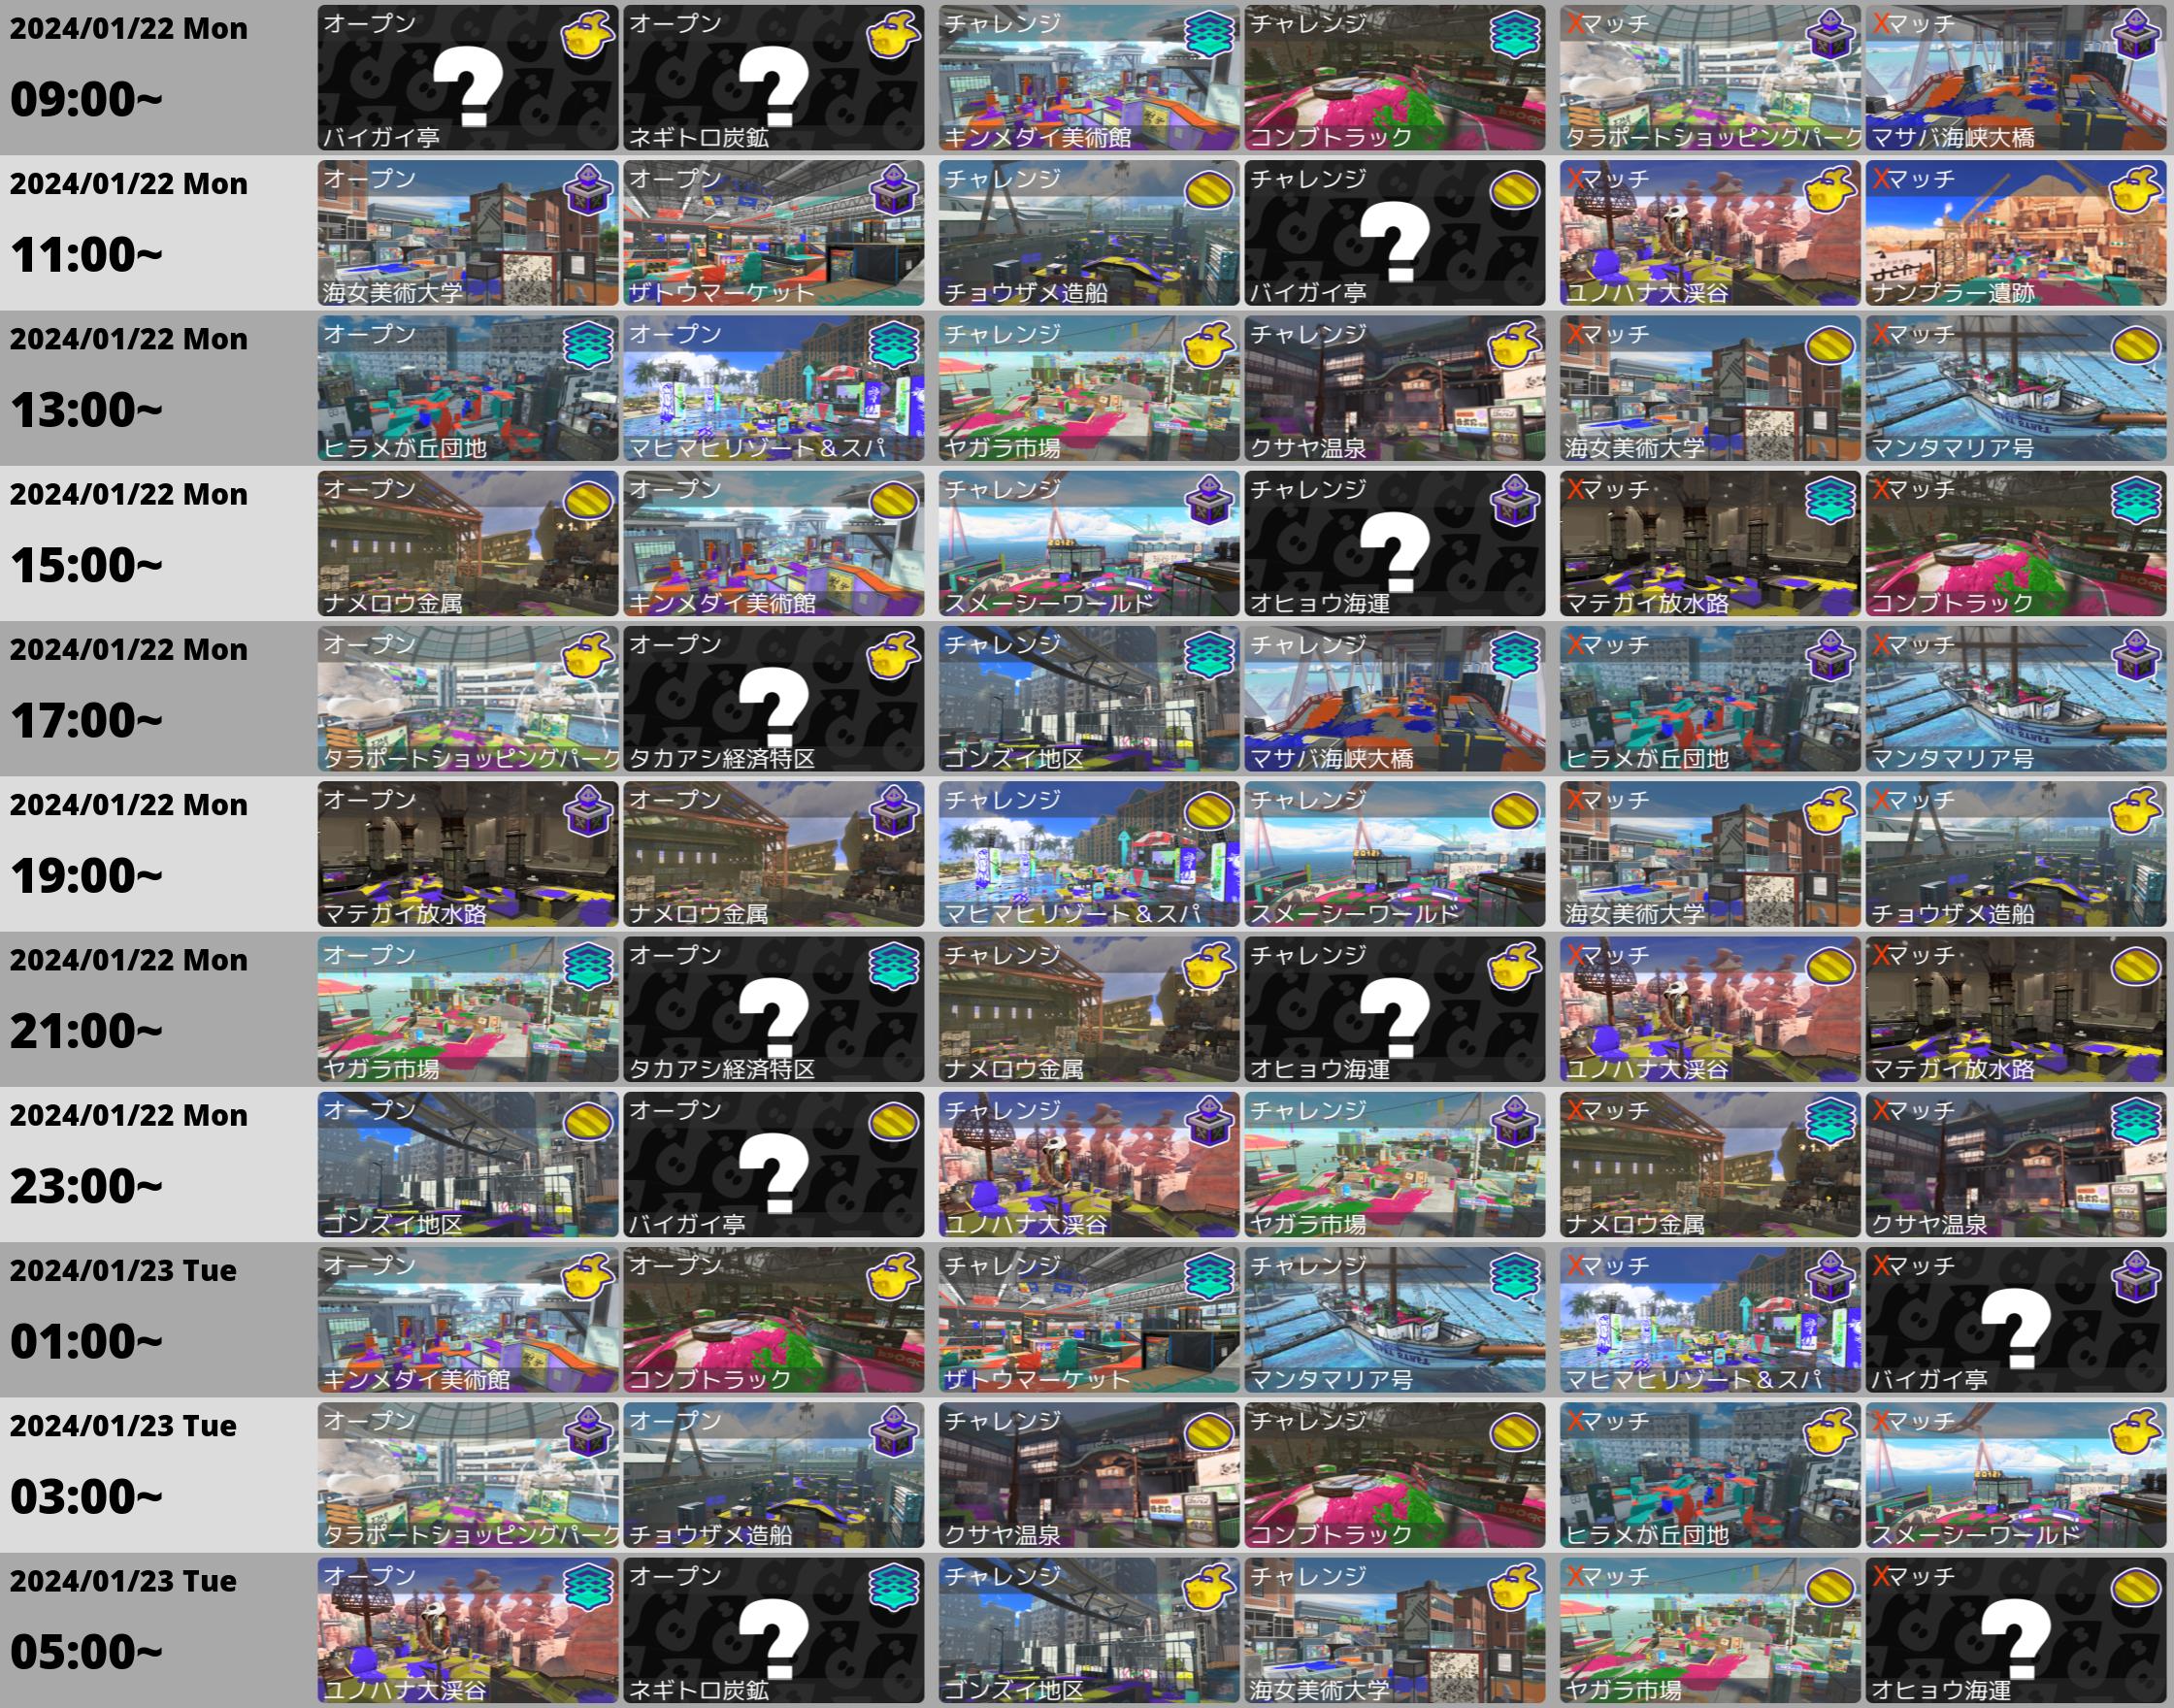 2024/01/22 Mon
09:00~
オープン
バイガイ亭
オープン
ネギトロ炭鉱
チャレンジ
キンメダイ美術館
チャレンジ
コンブトラック
Xマッチ
タラポートショッピングパーク
Xマッチ
マサバ海峡大橋
2024/01/22 Mon
11:00~
オープン
海女美術大学
オープン
ザトウマーケット
チャレンジ
チョウザメ造船
チャレンジ
バイガイ亭
Xマッチ
ユノハナ大渓谷
Xマッチ
ナンプラー遺跡
2024/01/22 Mon
13:00~
オープン
ヒラメが丘団地
オープン
マヒマヒリゾート＆スパ
チャレンジ
ヤガラ市場
チャレンジ
クサヤ温泉
Xマッチ
海女美術大学
Xマッチ
マンタマリア号
2024/01/22 Mon
15:00~
オープン
ナメロウ金属
オープン
キンメダイ美術館
チャレンジ
スメーシーワールド
チャレンジ
オヒョウ海運
Xマッチ
マテガイ放水路
Xマッチ
コンブトラック
2024/01/22 Mon
17:00~
オープン
タラポートショッピングパーク
オープン
タカアシ経済特区
チャレンジ
ゴンズイ地区
チャレンジ
マサバ海峡大橋
Xマッチ
ヒラメが丘団地
Xマッチ
マンタマリア号
2024/01/22 Mon
19:00~
オープン
マテガイ放水路
オープン
ナメロウ金属
チャレンジ
マヒマヒリゾート＆スパ
チャレンジ
スメーシーワールド
Xマッチ
海女美術大学
Xマッチ
チョウザメ造船
2024/01/22 Mon
21:00~
オープン
ヤガラ市場
オープン
タカアシ経済特区
チャレンジ
ナメロウ金属
チャレンジ
オヒョウ海運
Xマッチ
ユノハナ大渓谷
Xマッチ
マテガイ放水路
2024/01/22 Mon
23:00~
オープン
ゴンズイ地区
オープン
バイガイ亭
チャレンジ
ユノハナ大渓谷
チャレンジ
ヤガラ市場
Xマッチ
ナメロウ金属
Xマッチ
クサヤ温泉
2024/01/23 Tue
01:00~
オープン
キンメダイ美術館
オープン
コンブトラック
チャレンジ
ザトウマーケット
チャレンジ
マンタマリア号
Xマッチ
マヒマヒリゾート＆スパ
Xマッチ
バイガイ亭
2024/01/23 Tue
03:00~
オープン
タラポートショッピングパーク
オープン
チョウザメ造船
チャレンジ
クサヤ温泉
チャレンジ
コンブトラック
Xマッチ
ヒラメが丘団地
Xマッチ
スメーシーワールド
2024/01/23 Tue
05:00~
オープン
ユノハナ大渓谷
オープン
ネギトロ炭鉱
チャレンジ
ゴンズイ地区
チャレンジ
海女美術大学
Xマッチ
ヤガラ市場
Xマッチ
オヒョウ海運